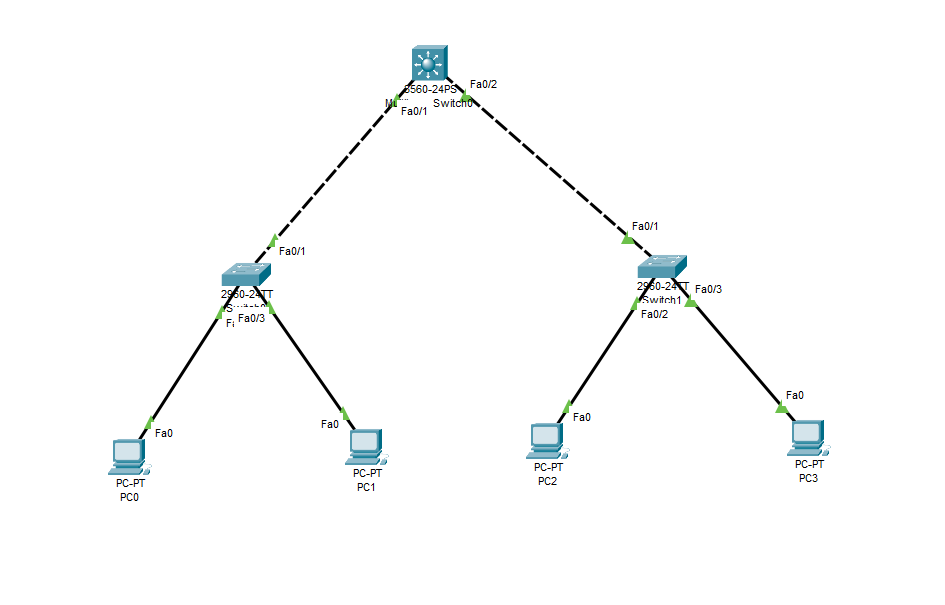 Fa0/2
3560-24PS
Switch0
Fa0/1
Fa0/1
Fa0/1
2960-24TT
Fa0/3
2960-24TT
Switch1
Fa0/3
Fa0/2
Fa0
PC-PT
PC0
Fa0
PC-PT
PC1
Fa0
PC-PT
PC2
Fa0
PC-PT
PC3